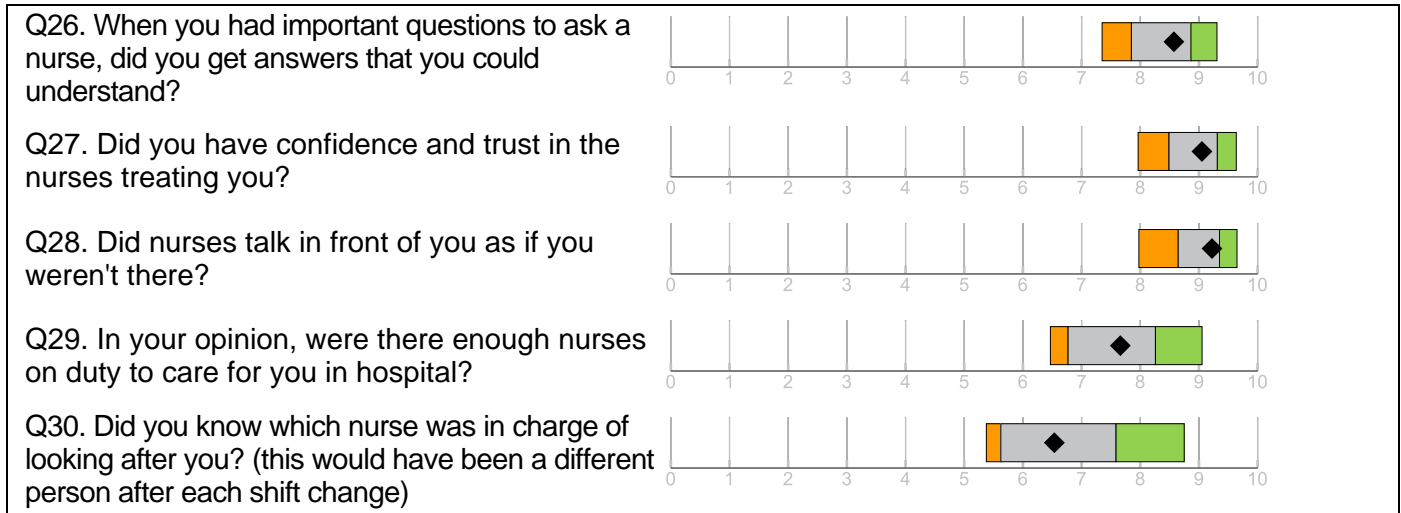 Q26. When you had important questions to ask a
nurse, did you get answers that you could
understand?
0 1 2 3 4 5 6 7 8 9 10
Q27. Did you have confidence and trust in the
nurses treating you?
0 1 2 3 4 5 6 7 8 9 10
Q28. Did nurses talk in front of you as if you
weren't there?
0 1 2 3 4 5 6 7 8 9 10
Q29. In your opinion, were there enough nurses
on duty to care for you in hospital?
0 1 2 3 4 5 6 7 8 9 10
Q30. Did you know which nurse was in charge of
looking after you? (this would have been a different
person after each shift change)
0 1 2 3 4 5 6 7 8 9 10